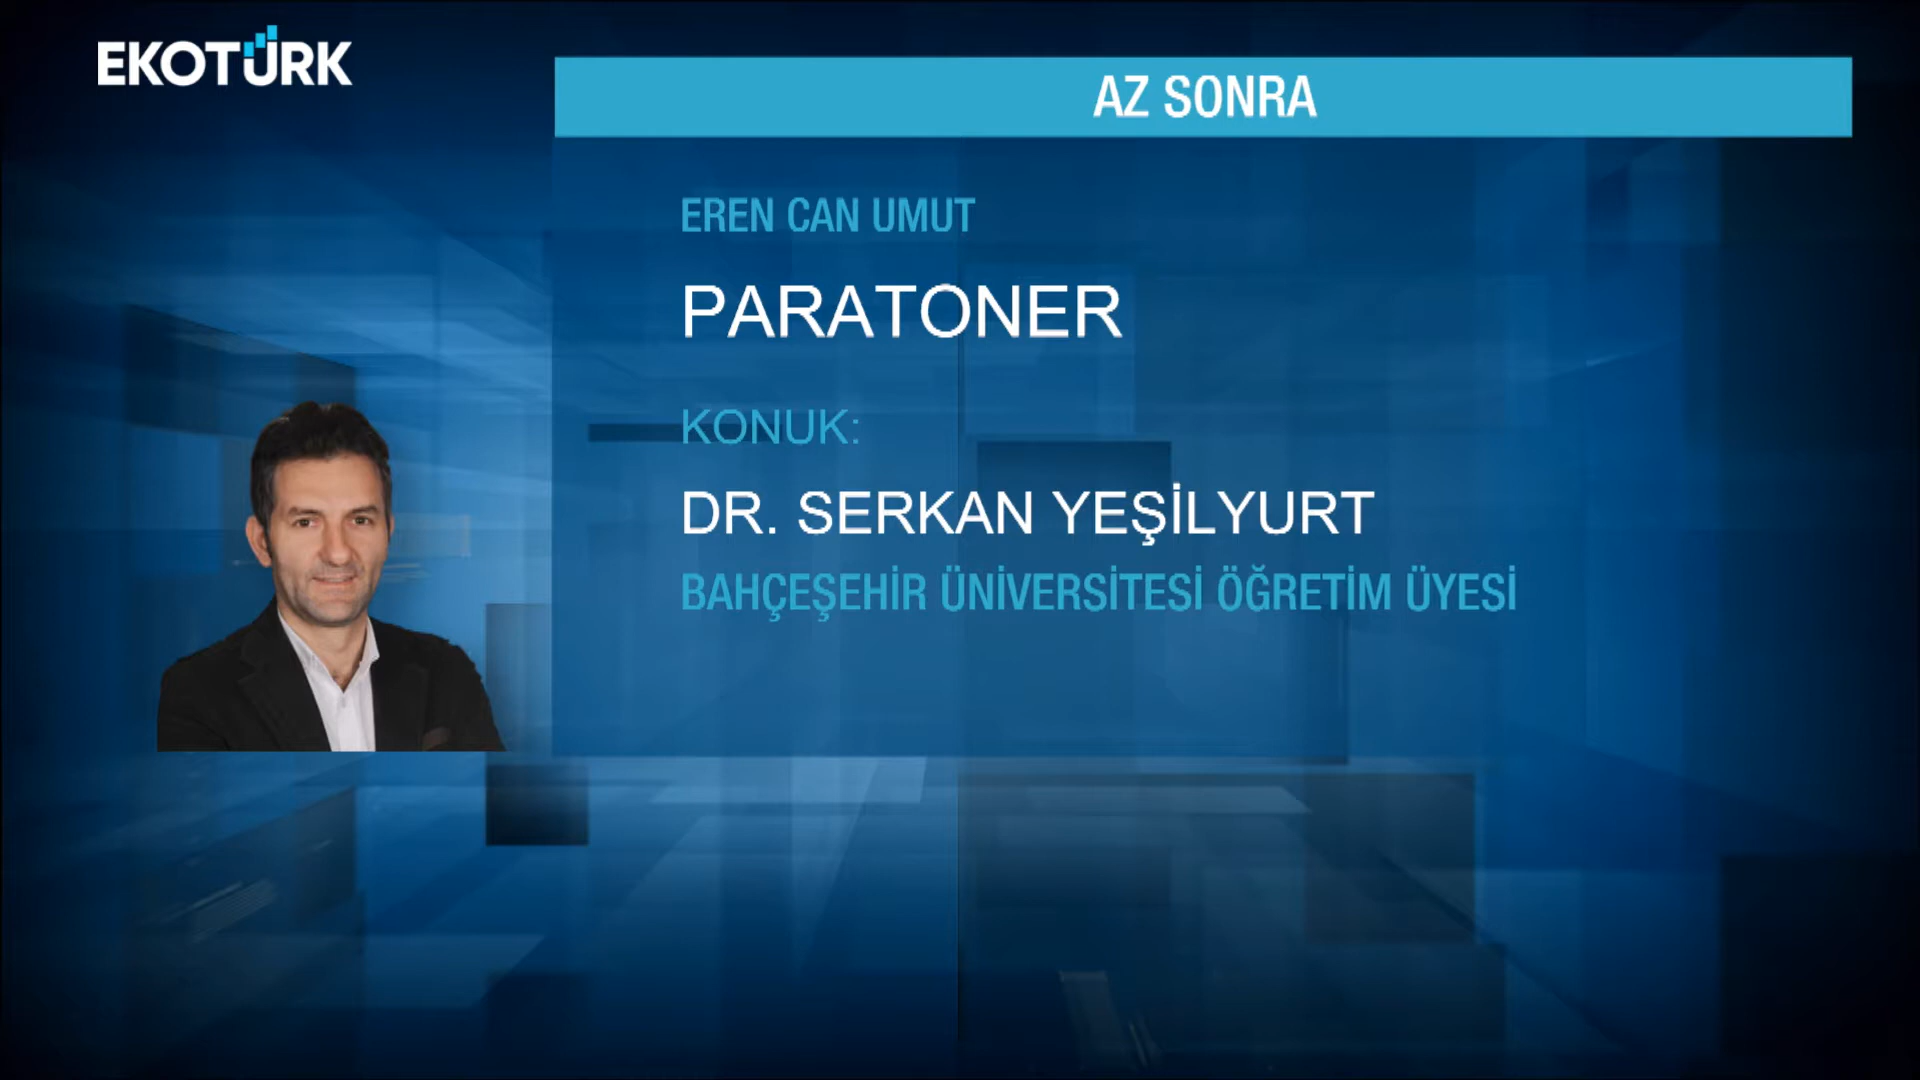 EKOTÜRK
AZ SONRA
EREN CAN UMUT
PARATONER
KONUK:
DR. SERKAN YEŞİLYURT
BAHÇEŞEHİR ÜNİVERSİTESİ ÖĞRETİM ÜYESİ